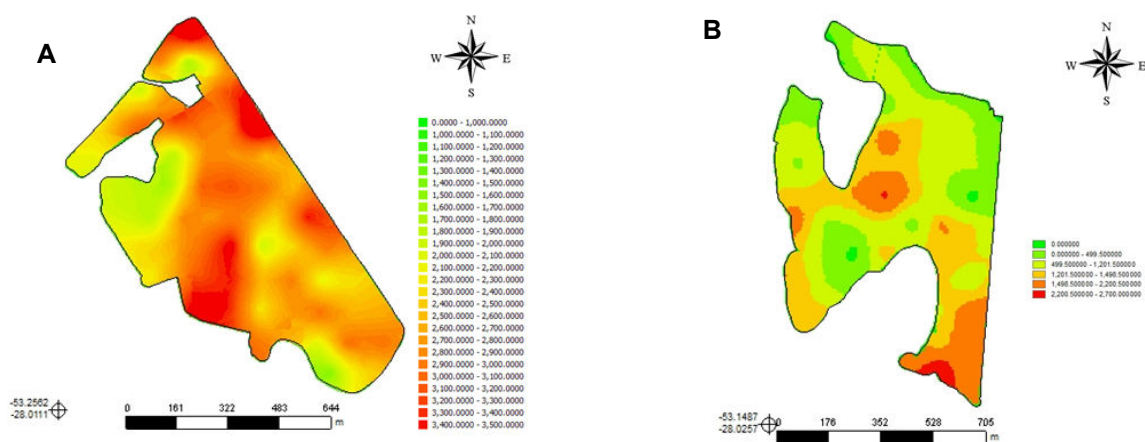 A
N
W E
S
0.0000 - 1,000.0000
1,000.0000 - 1,100.0000
1,100.0000 - 1,200.0000
1,200.0000 - 1,300.0000
1,300.0000 - 1,400.0000
1,400.0000 - 1,500.0000
1,500.0000 - 1,600.0000
1,600.0000 - 1,700.0000
1,700.0000 - 1,800.0000
1,800.0000 - 1,900.0000
1,900.0000 - 2,000.0000
2,000.0000 - 2,100.0000
2,100.0000 - 2,200.0000
2,200.0000 - 2,300.0000
2,300.0000 - 2,400.0000
2,400.0000 - 2,500.0000
2,500.0000 - 2,600.0000
2,600.0000 - 2,700.0000
2,700.0000 - 2,800.0000
2,800.0000 - 2,900.0000
2,900.0000 - 3,000.0000
3,000.0000 - 3,100.0000
3,100.0000 - 3,200.0000
3,200.0000 - 3,300.0000
3,300.0000 - 3,400.0000
3,400.0000 - 3,500.0000
-53.2562
-28.0111
0 161 322 483 644
m
B
N
W E
S
0.000000
0.000000 - 499.500000
499.500000 - 1,201.500000
1,201.500000 - 1,498.500000
1,498.500000 - 2,200.500000
2,200.500000 - 2,700.000000
-53.1487
-28.0257
0 176 352 528 705
m